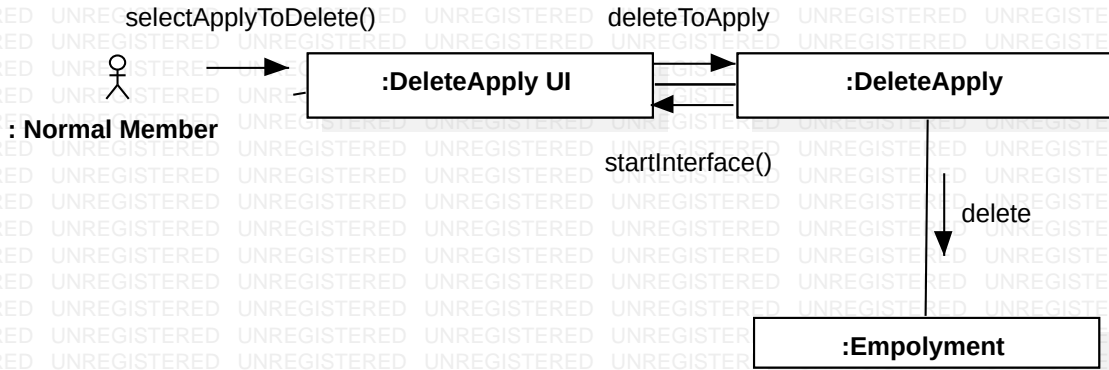 selectApplyToDelete()
deleteToApply
:DeleteApply UI
:DeleteApply
: Normal Member
startInterface()
delete
:Empolyment